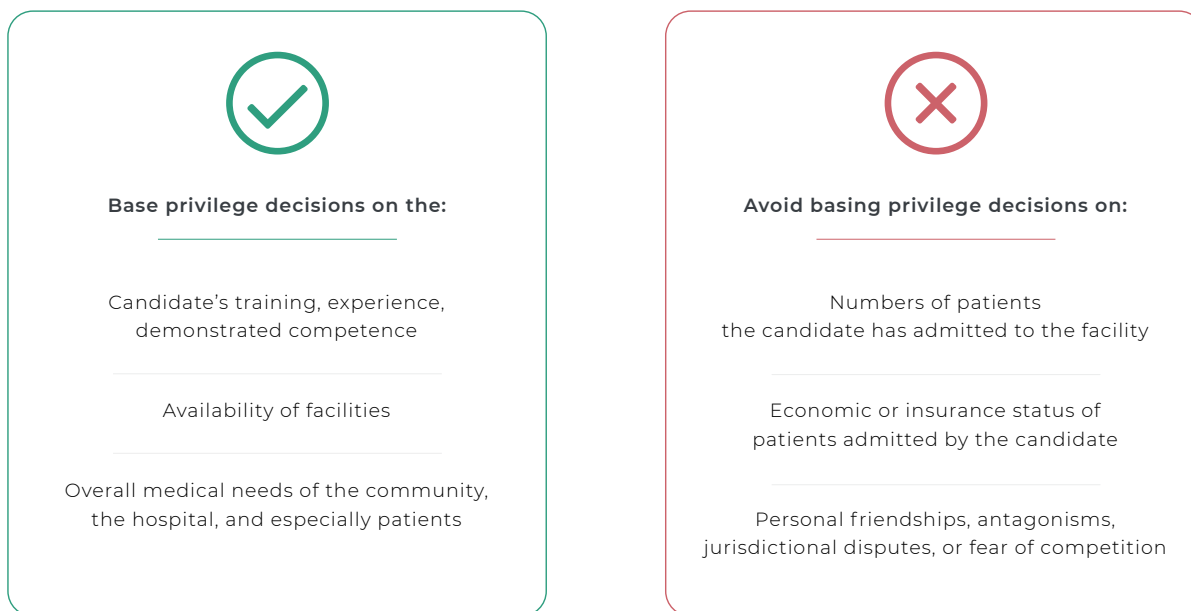 Base privilege decisions on the:
Candidate’s training, experience,
demonstrated competence
Availability of facilities
Overall medical needs of the community,
the hospital, and especially patients
Avoid basing privilege decisions on:
Numbers of patients
the candidate has admitted to the facility
Economic or insurance status of
patients admitted by the candidate
Personal friendships, antagonisms,
jurisdictional disputes, or fear of competition